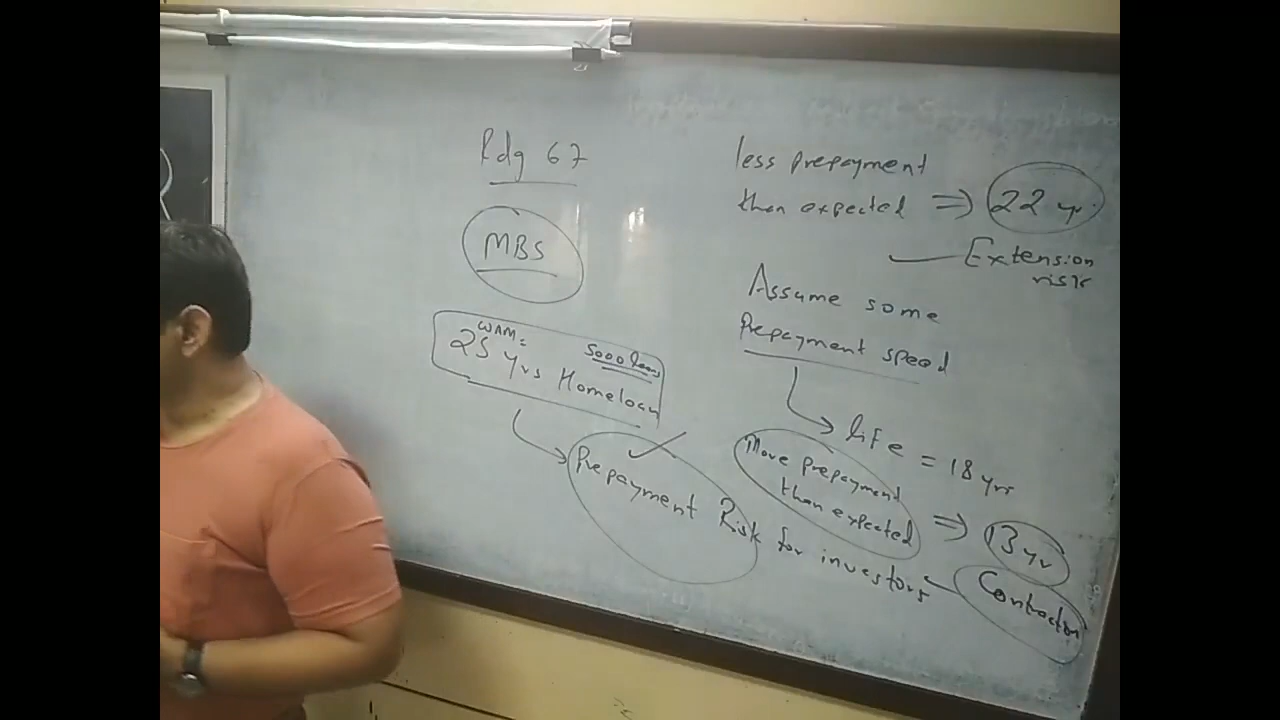 Rdg 67
MBS
WAM:
25 yrs Homeloan
5000 loans
Prepayment Risk for investors
less prepayment
then expected => 22 yr.
Extension
risk
Assume some
Prepayment speed
life = 18 yrs
More prepayment
than expected => 13 yr
Contraction